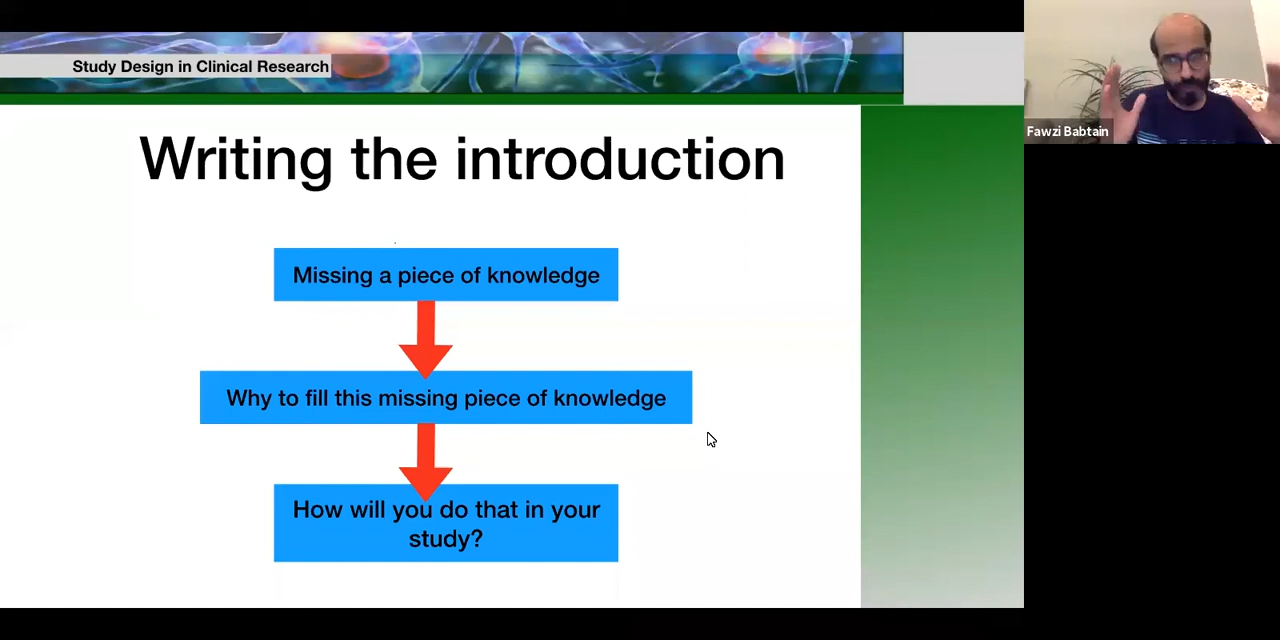 Study Design in Clinical Research
Fawzi Babtain
Writing the introduction
Missing a piece of knowledge
Why to fill this missing piece of knowledge
How will you do that in your
study?